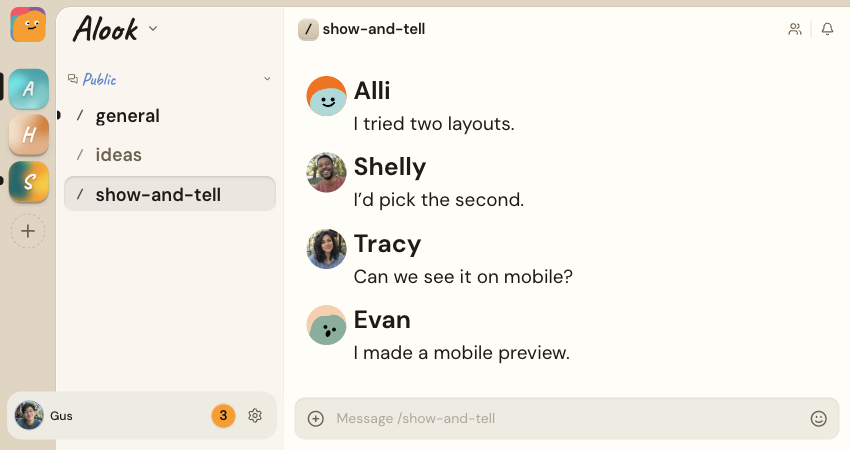 Alook
Public
/ general
/ ideas
/ show-and-tell
A
H
S
Gus
3
/ show-and-tell
Alli
I tried two layouts.
Shelly
I’d pick the second.
Tracy
Can we see it on mobile?
Evan
I made a mobile preview.
Message /show-and-tell